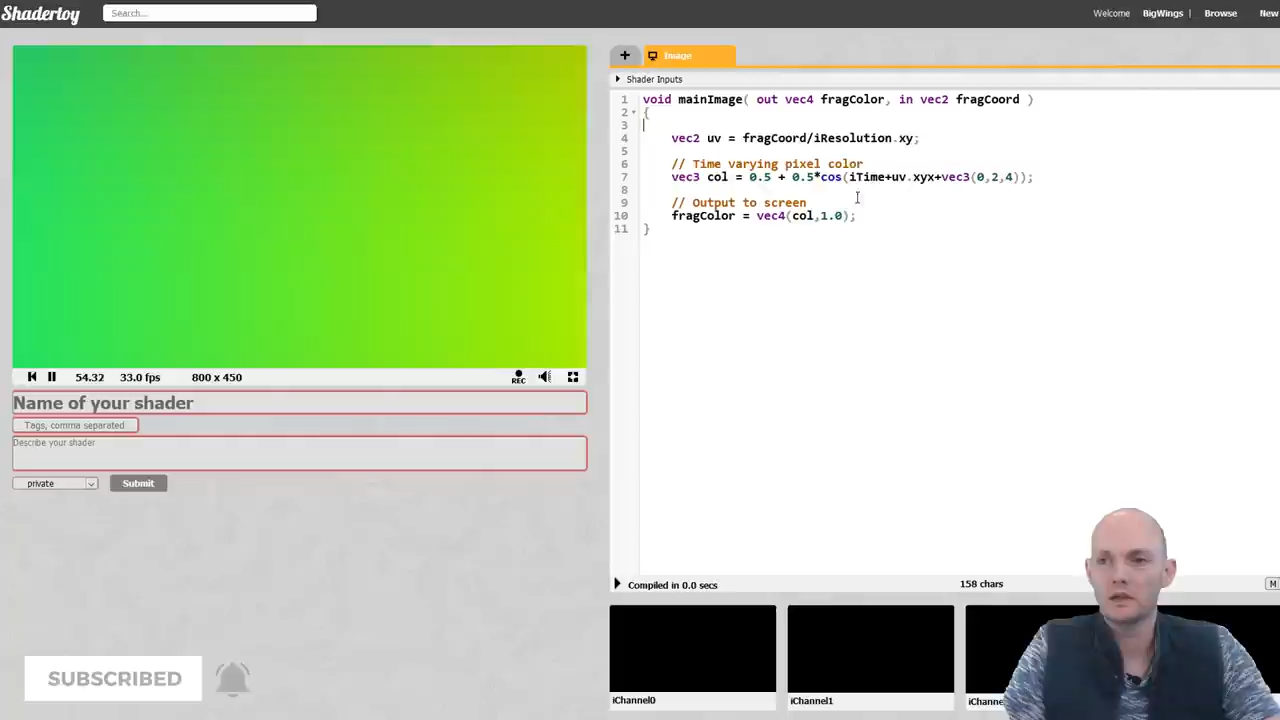 Shadertoy
Search...
Welcome BigWings | Browse New
+ Image
Shader Inputs
1 void mainImage( out vec4 fragColor, in vec2 fragCoord )
2 {
3
4 vec2 uv = fragCoord/iResolution.xy;
5
6 // Time varying pixel color
7 vec3 col = 0.5 + 0.5*cos(iTime+uv.xyx+vec3(0,2,4));
8
9 // Output to screen
10 fragColor = vec4(col,1.0);
11 }
54.32 33.0 fps 800 x 450 REC
Name of your shader
Tags, comma separated
Describe your shader
private Submit
Compiled in 0.0 secs 158 chars M
SUBSCRIBED
iChannel0 iChannel1 iChanne